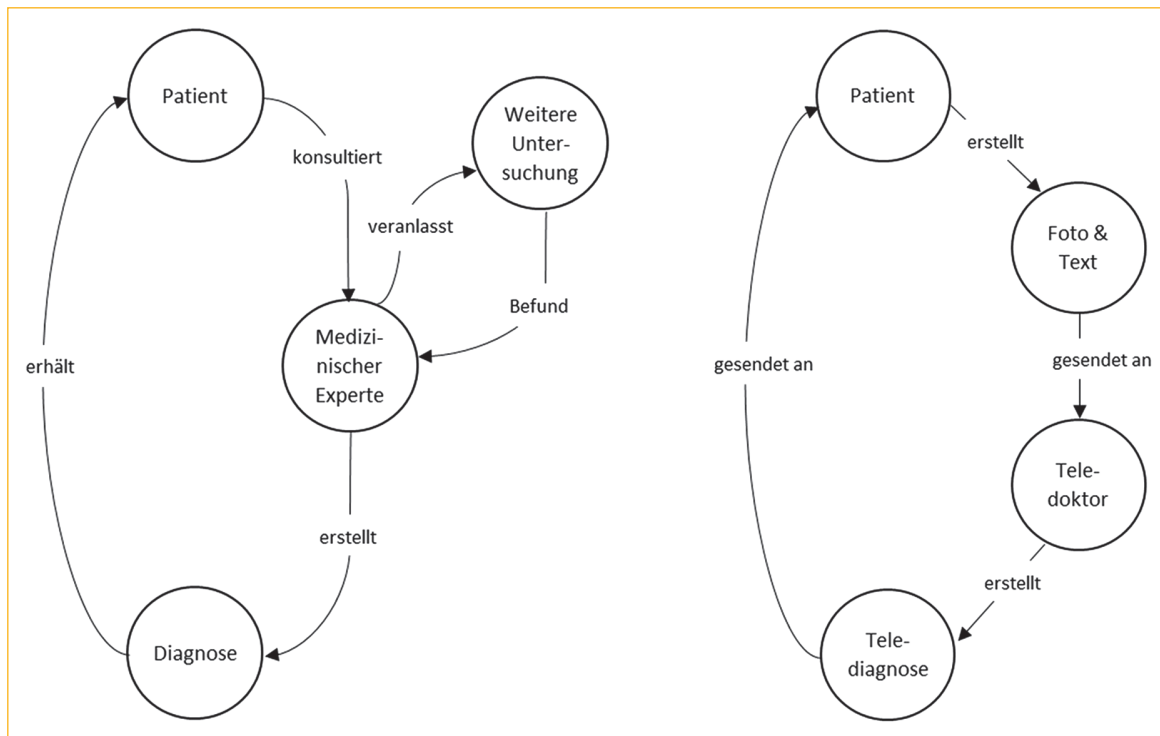 Patient
konsultiert
Weitere
Unter-
suchung
veranlasst
Befund
Medizi-
nischer
Experte
erhält
erstellt
Diagnose
Patient
erstellt
Foto &
Text
gesendet an
gesendet an
Tele-
doktor
erstellt
Tele-
diagnose